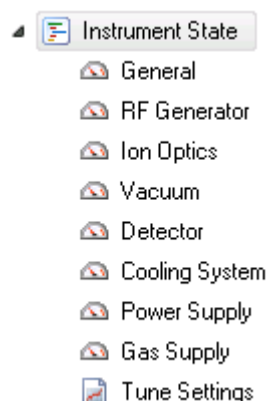 Instrument State
General
RF Generator
Ion Optics
Vacuum
Detector
Cooling System
Power Supply
Gas Supply
Tune Settings